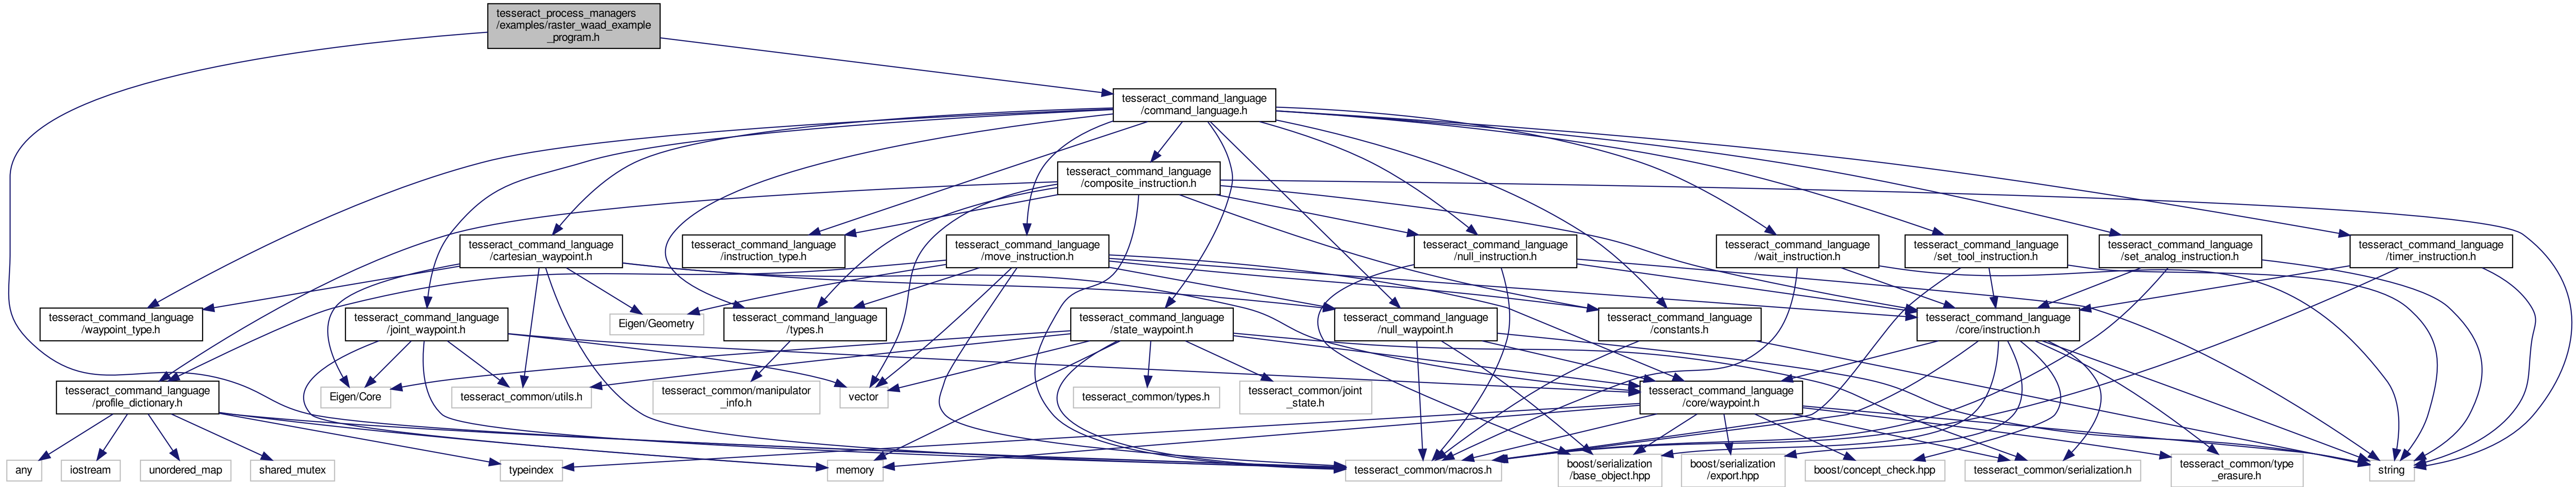 tesseract_process_managers
/examples/raster_waad_example
_program.h
tesseract_command_language
/command_language.h
tesseract_command_language
/composite_instruction.h
tesseract_command_language
/cartesian_waypoint.h
tesseract_command_language
/instruction_type.h
tesseract_command_language
/move_instruction.h
tesseract_command_language
/null_instruction.h
tesseract_command_language
/wait_instruction.h
tesseract_command_language
/set_tool_instruction.h
tesseract_command_language
/set_analog_instruction.h
tesseract_command_language
/timer_instruction.h
tesseract_command_language
/waypoint_type.h
tesseract_command_language
/joint_waypoint.h
Eigen/Geometry
tesseract_command_language
/types.h
tesseract_command_language
/state_waypoint.h
tesseract_command_language
/null_waypoint.h
tesseract_command_language
/constants.h
tesseract_command_language
/core/instruction.h
tesseract_command_language
/profile_dictionary.h
Eigen/Core
tesseract_common/utils.h
tesseract_common/manipulator
_info.h
vector
tesseract_common/types.h
tesseract_common/joint
_state.h
tesseract_command_language
/core/waypoint.h
any
iostream
unordered_map
shared_mutex
typeindex
memory
tesseract_common/macros.h
boost/serialization
/base_object.hpp
boost/serialization
/export.hpp
boost/concept_check.hpp
tesseract_common/serialization.h
tesseract_common/type
_erasure.h
string